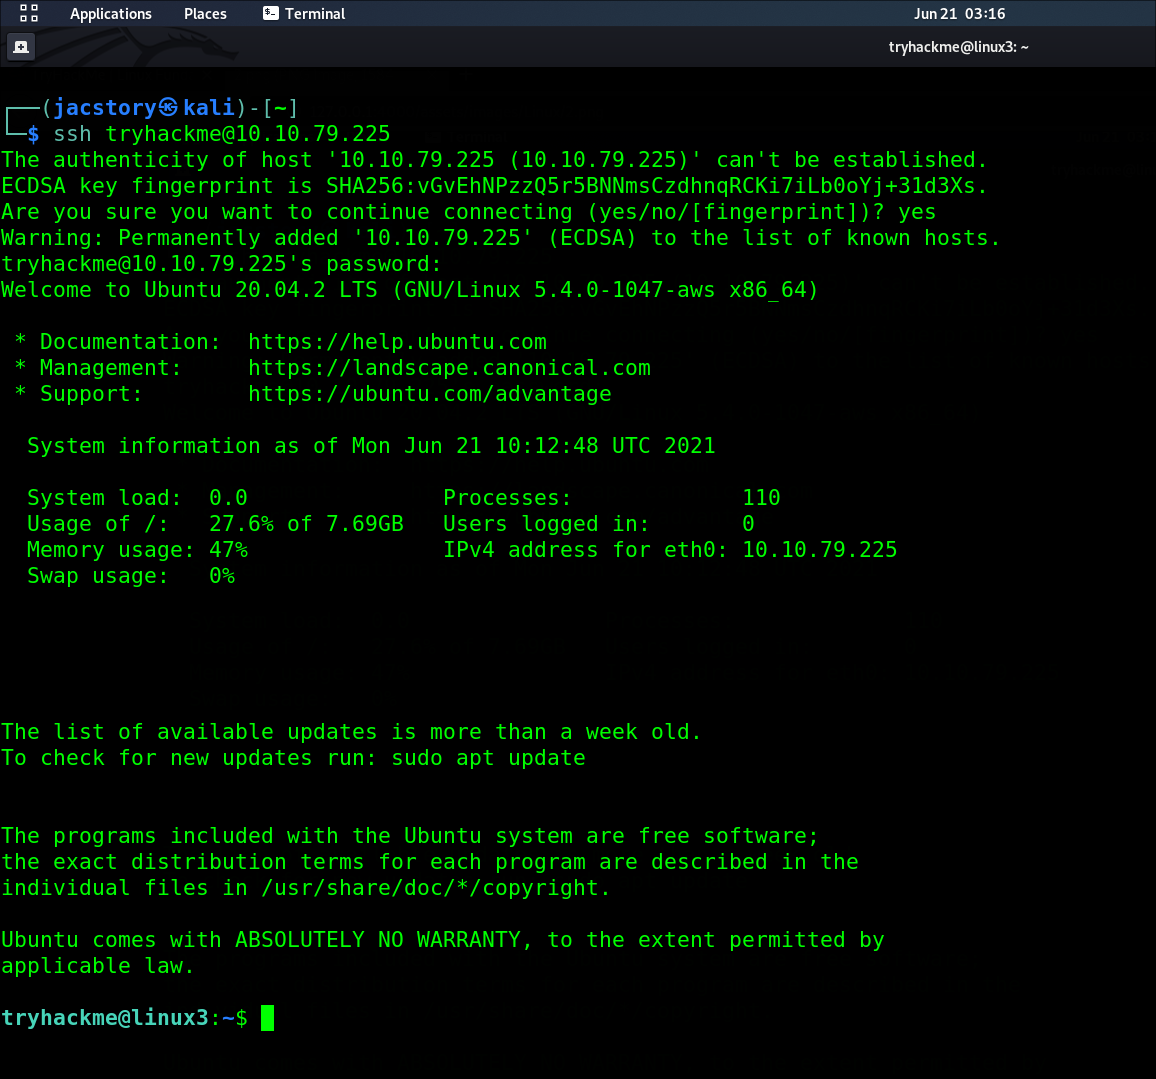 Applications Places Terminal Jun 21 03:16
tryhackme@linux3: ~
┌──(jacstory㉿kali)-[~]
└─$ ssh tryhackme@10.10.79.225
The authenticity of host '10.10.79.225 (10.10.79.225)' can't be established.
ECDSA key fingerprint is SHA256:vGvEhNPzzQ5r5BNNmsCzdhnqRCKi7iLb0oYj+31d3Xs.
Are you sure you want to continue connecting (yes/no/[fingerprint])? yes
Warning: Permanently added '10.10.79.225' (ECDSA) to the list of known hosts.
tryhackme@10.10.79.225's password:
Welcome to Ubuntu 20.04.2 LTS (GNU/Linux 5.4.0-1047-aws x86_64)
* Documentation: https://help.ubuntu.com
* Management: https://landscape.canonical.com
* Support: https://ubuntu.com/advantage
System information as of Mon Jun 21 10:12:48 UTC 2021
System load: 0.0 Processes: 110
Usage of /: 27.6% of 7.69GB Users logged in: 0
Memory usage: 47% IPv4 address for eth0: 10.10.79.225
Swap usage: 0%
The list of available updates is more than a week old.
To check for new updates run: sudo apt update
The programs included with the Ubuntu system are free software;
the exact distribution terms for each program are described in the
individual files in /usr/share/doc/*/copyright.
Ubuntu comes with ABSOLUTELY NO WARRANTY, to the extent permitted by
applicable law.
tryhackme@linux3:~$